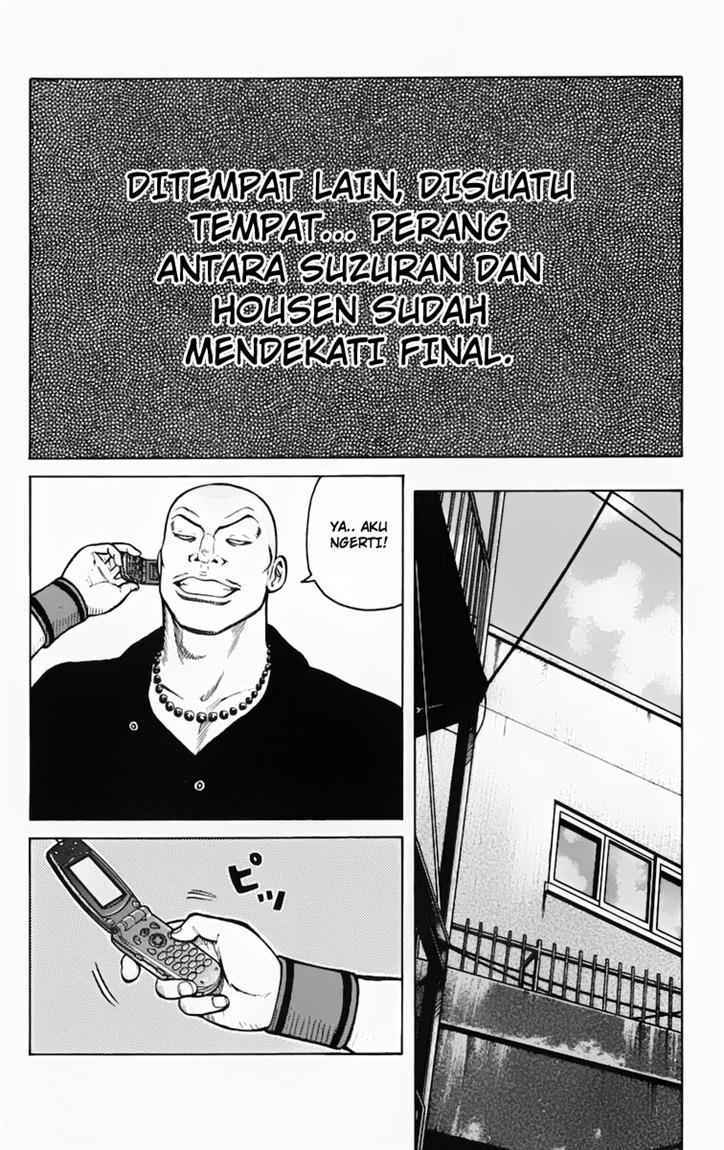 DITEMPAT LAIN, DISUATU
TEMPAT... PERANG
ANTARA SUZURAN DAN
HOUSEN SUDAH
MENDEKATI FINAL.
YA.. AKU
NGERTI!
ピッ